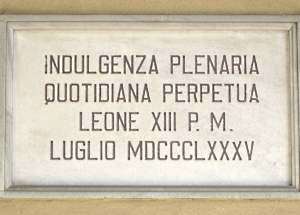 INDULGENZA PLENARIA
QUOTIDIANA PERPETUA
LEONE XIII P. M.
LUGLIO MDCCCLXXXV